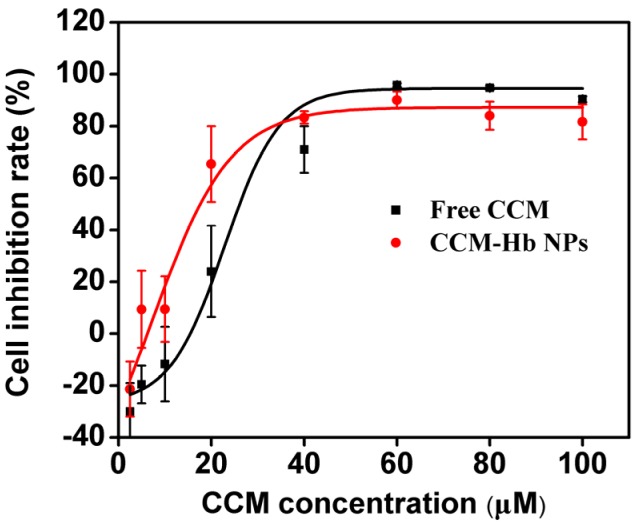 120
100
80
60
40
20
0
-20
-40
Cell inhibition rate (%)
Free CCM
CCM-Hb NPs
0 20 40 60 80 100
CCM concentration (μM)